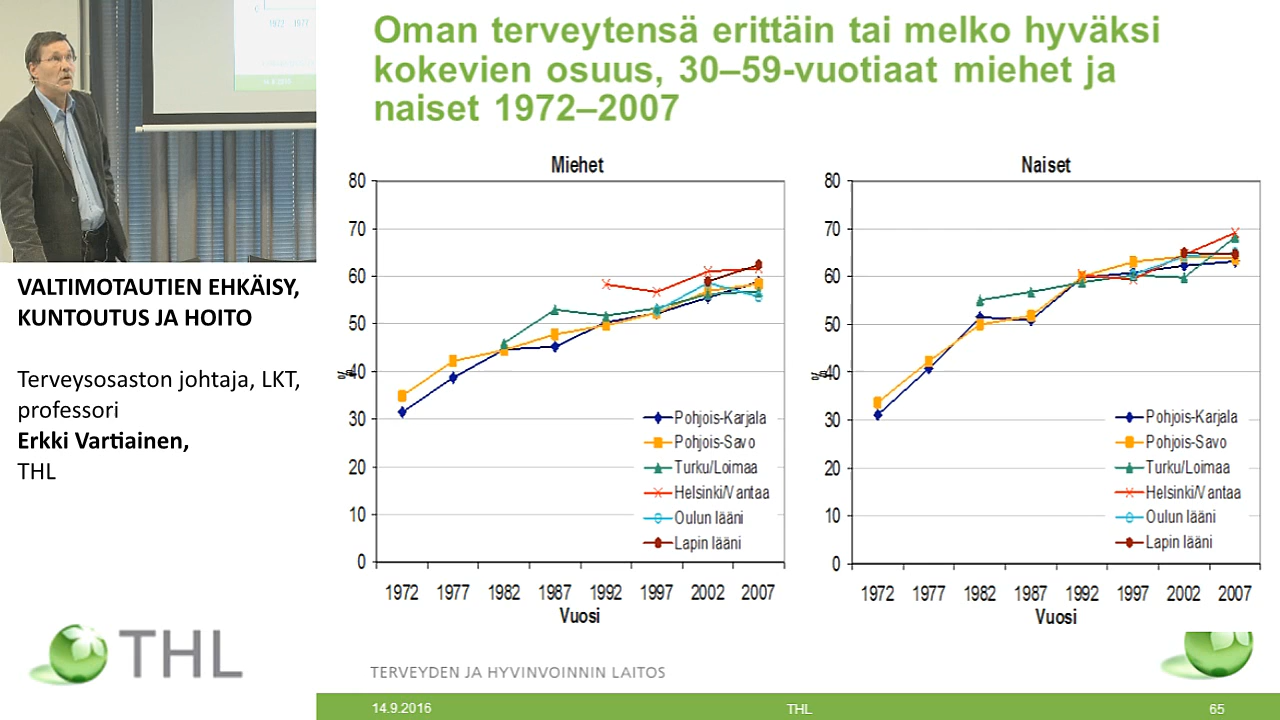 Oman terveytensä erittäin tai melko hyväksi
kokevien osuus, 30–59-vuotiaat miehet ja
naiset 1972–2007
VALTIMOTAUTIEN EHKÄISY,
KUNTOUTUS JA HOITO
Terveysosaston johtaja, LKT,
professori
Erkki Vartiainen,
THL
THL
Miehet
80
70
60
50
40
30
20
10
0
%
1972 1977 1982 1987 1992 1997 2002 2007
Vuosi
Pohjois-Karjala
Pohjois-Savo
Turku/Loimaa
Helsinki/Vantaa
Oulun lääni
Lapin lääni
Naiset
80
70
60
50
40
30
20
10
0
%
1972 1977 1982 1987 1992 1997 2002 2007
Vuosi
Pohjois-Karjala
Pohjois-Savo
Turku/Loimaa
Helsinki/Vantaa
Oulun lääni
Lapin lääni
TERVEYDEN JA HYVINVOINNIN LAITOS
14.9.2016 THL 65